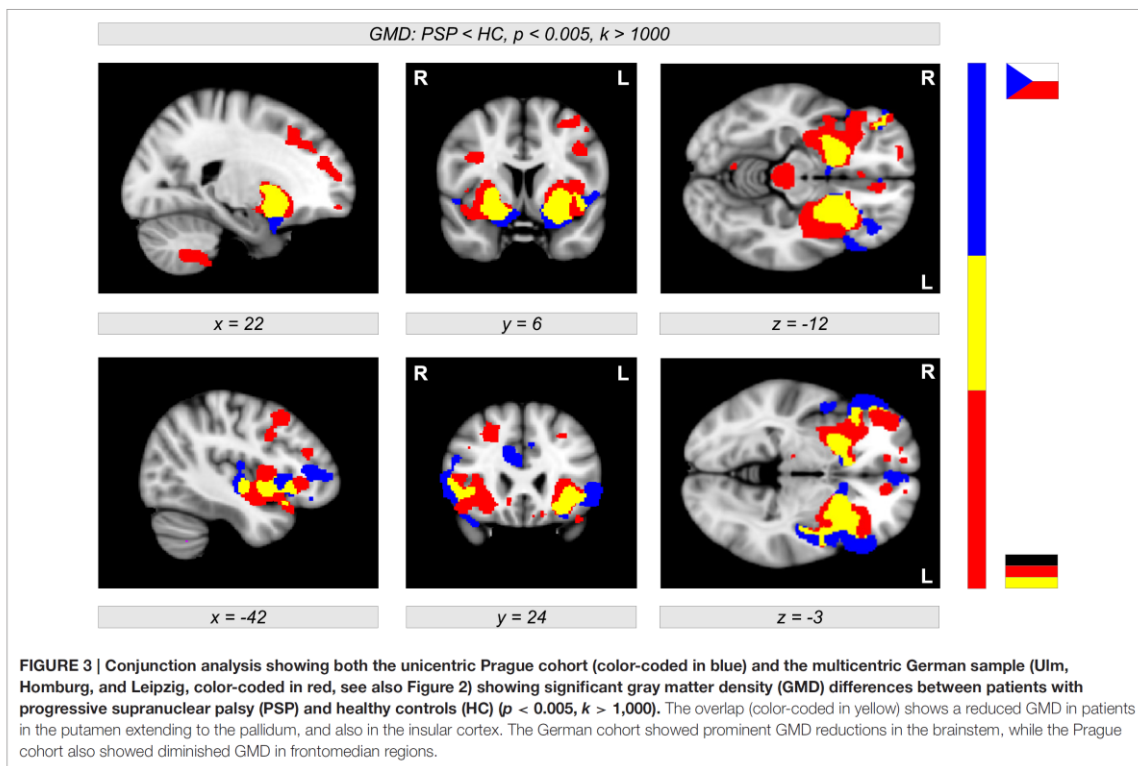 GMD: PSP < HC, p < 0.005, k > 1000
R L R
L
x = 22 y = 6 z = -12
R L R
L
x = -42 y = 24 z = -3
FIGURE 3 | Conjunction analysis showing both the unicentric Prague cohort (color-coded in blue) and the multicentric German sample (Ulm,
Homburg, and Leipzig, color-coded in red, see also Figure 2) showing significant gray matter density (GMD) differences between patients with
progressive supranuclear palsy (PSP) and healthy controls (HC) (p < 0.005, k > 1,000). The overlap (color-coded in yellow) shows a reduced GMD in patients
in the putamen extending to the pallidum, and also in the insular cortex. The German cohort showed prominent GMD reductions in the brainstem, while the Prague
cohort also showed diminished GMD in frontomedian regions.